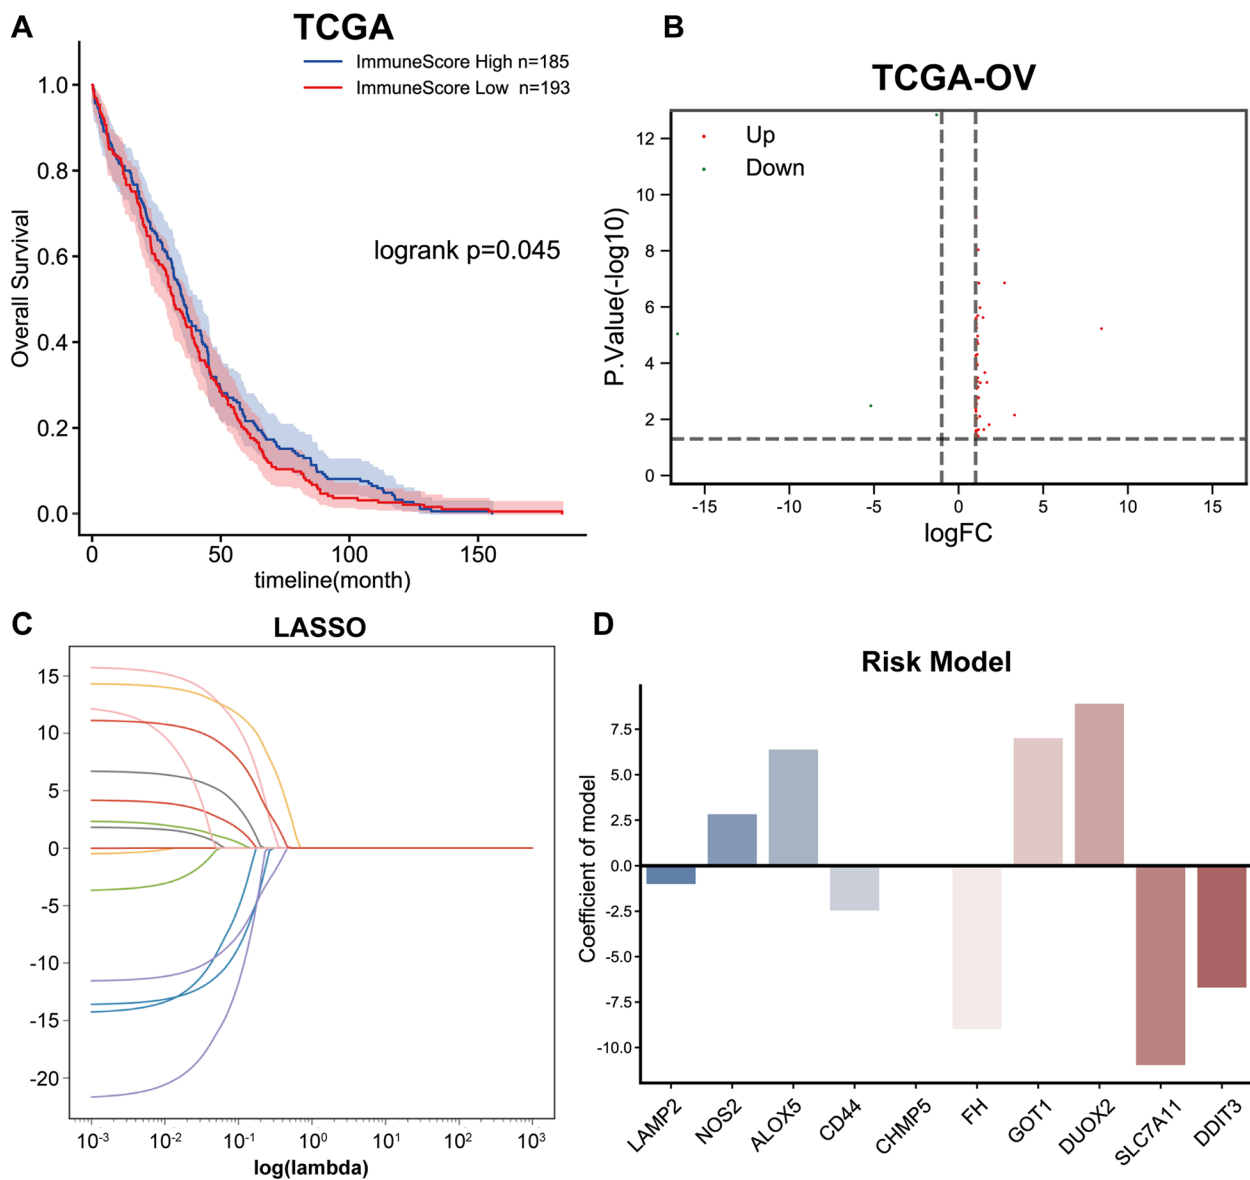 A
TCGA
ImmuneScore High n=185
ImmuneScore Low n=193
1.0
0.8
0.6
0.4
0.2
0.0
Overall Survival
logrank p=0.045
0 50 100 150
timeline(month)
B
TCGA-OV
Up
Down
12
10
8
6
4
2
0
P.Value(-log10)
-15 -10 -5 0 5 10 15
logFC
C
LASSO
15
10
5
0
-5
-10
-15
-20
10-3 10-2 10-1 100 101 102 103
log(lambda)
D
Risk Model
7.5
5.0
2.5
0.0
-2.5
-5.0
-7.5
-10.0
Coefficient of model
LAMP2 NOS2 ALOX5 CD44 CHMP5 FH GOT1 DUOX2 SLC7A11 DDIT3